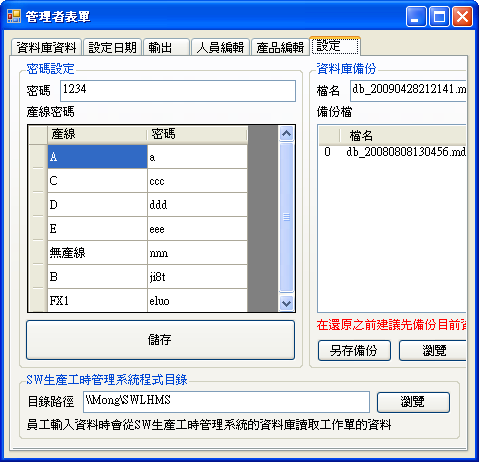 管理者表單
資料庫資料 設定日期 輸出 人員編輯 產品編輯 設定
密碼設定
密碼 1234
產線密碼
產線 密碼
A a
C ccc
D ddd
E eee
無產線 nnn
B ji8t
FX1 eluo
儲存
資料庫備份
檔名 db_20090428212141.m
備份檔
檔名
0 db_20080808130456.md
在還原之前建議先備份目前
另存備份 瀏覽
SW生產工時管理系統程式目錄
目錄路徑 \\Mong\SWLHMS 瀏覽
員工輸入資料時會從SW生產工時管理系統的資料庫讀取工作單的資料